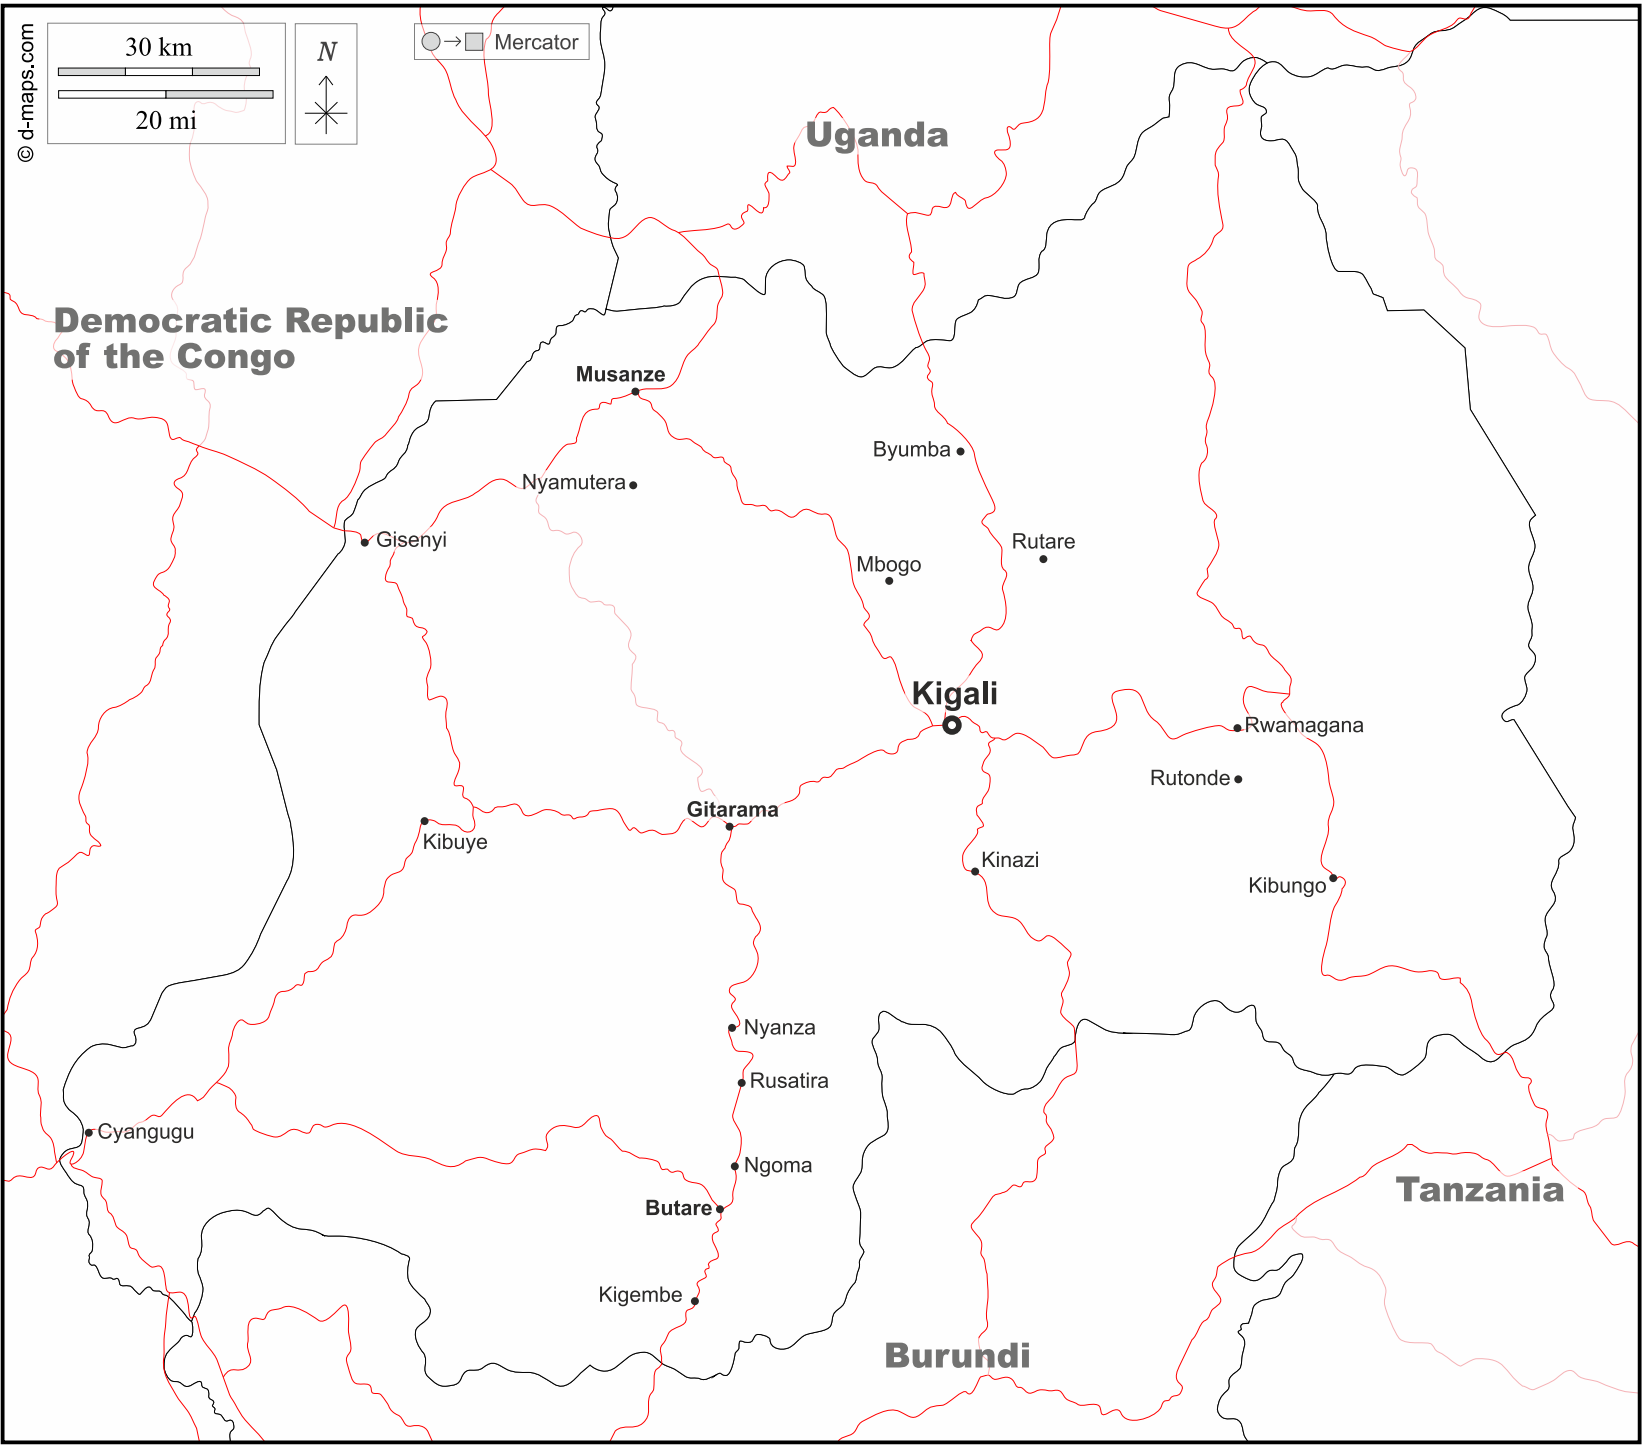 © d-maps.com
30 km
20 mi
N
Mercator
Uganda
Democratic Republic
of the Congo
Musanze
Byumba
Nyamutera
Gisenyi
Rutare
Mbogo
Kigali
Rwamagana
Rutonde
Gitarama
Kibuye
Kinazi
Kibungo
Nyanza
Rusatira
Cyangugu
Ngoma
Tanzania
Butare
Kigembe
Burundi